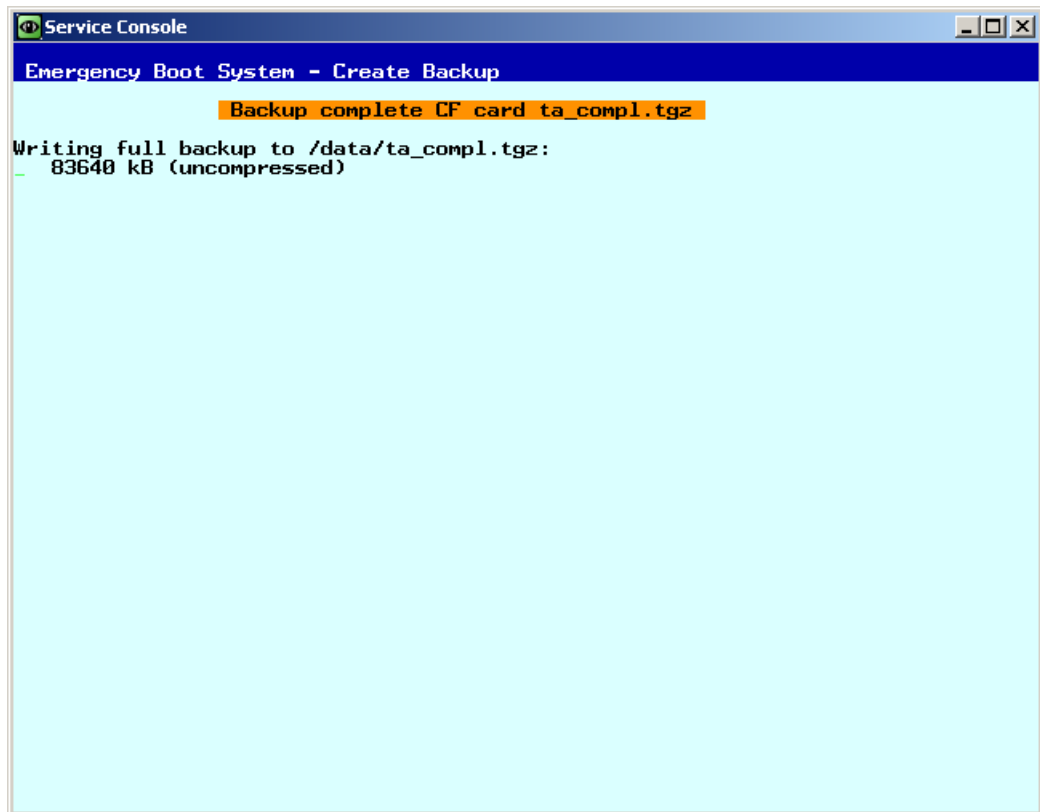 Service Console
Emergency Boot System - Create Backup
Backup complete CF card ta_compl.tgz
Writing full backup to /data/ta_compl.tgz:
_  83640 kB (uncompressed)